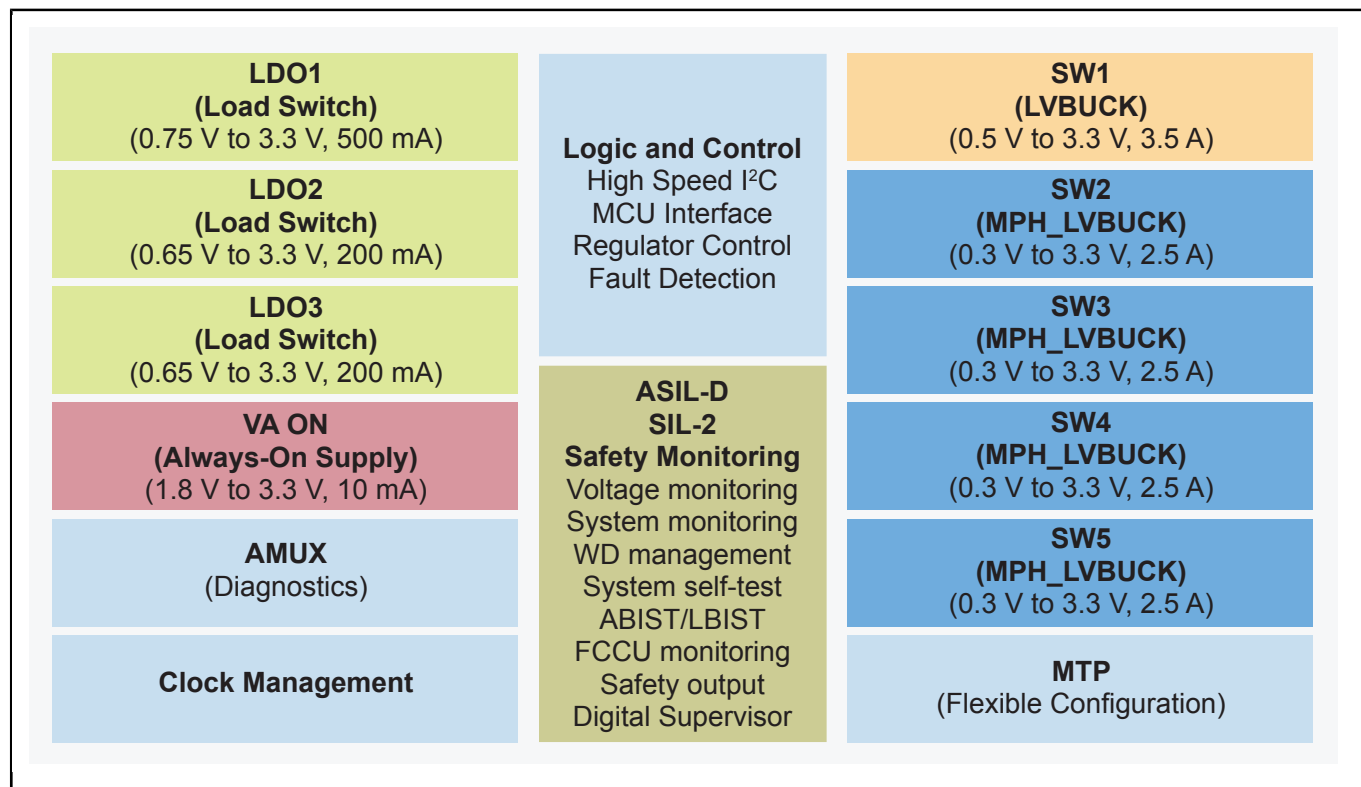 LDO1
(Load Switch)
(0.75 V to 3.3 V, 500 mA)
LDO2
(Load Switch)
(0.65 V to 3.3 V, 200 mA)
LDO3
(Load Switch)
(0.65 V to 3.3 V, 200 mA)
VA ON
(Always-On Supply)
(1.8 V to 3.3 V, 10 mA)
AMUX
(Diagnostics)
Clock Management
Logic and Control
High Speed I²C
MCU Interface
Regulator Control
Fault Detection
ASIL-D
SIL-2
Safety Monitoring
Voltage monitoring
System monitoring
WD management
System self-test
ABIST/LBIST
FCCU monitoring
Safety output
Digital Supervisor
SW1
(LVBUCK)
(0.5 V to 3.3 V, 3.5 A)
SW2
(MPH_LVBUCK)
(0.3 V to 3.3 V, 2.5 A)
SW3
(MPH_LVBUCK)
(0.3 V to 3.3 V, 2.5 A)
SW4
(MPH_LVBUCK)
(0.3 V to 3.3 V, 2.5 A)
SW5
(MPH_LVBUCK)
(0.3 V to 3.3 V, 2.5 A)
MTP
(Flexible Configuration)